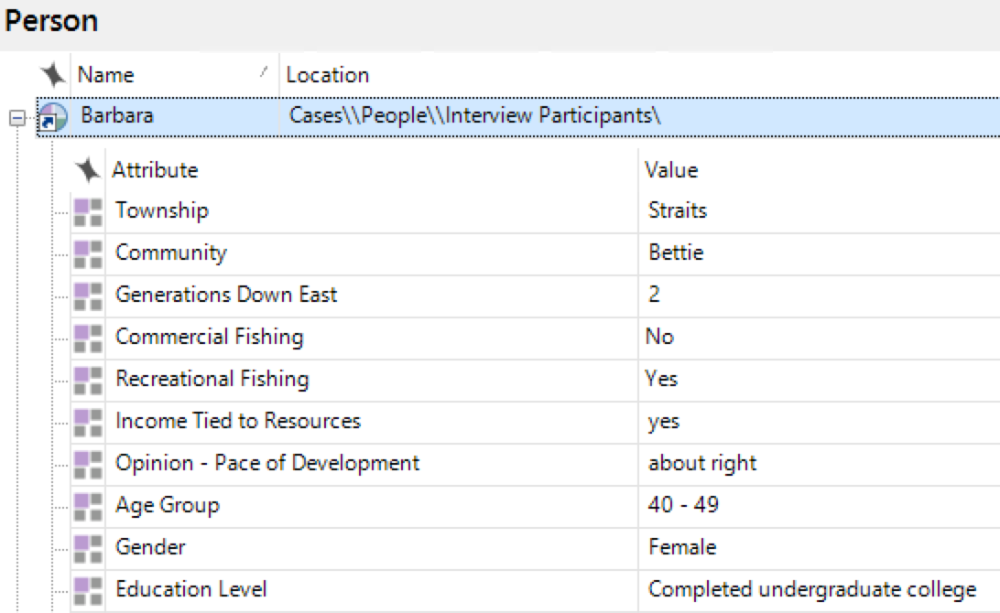 Person
Name Location
Barbara Cases\\People\\Interview Participants\
Attribute Value
Township Straits
Community Bettie
Generations Down East 2
Commercial Fishing No
Recreational Fishing Yes
Income Tied to Resources yes
Opinion - Pace of Development about right
Age Group 40 - 49
Gender Female
Education Level Completed undergraduate college